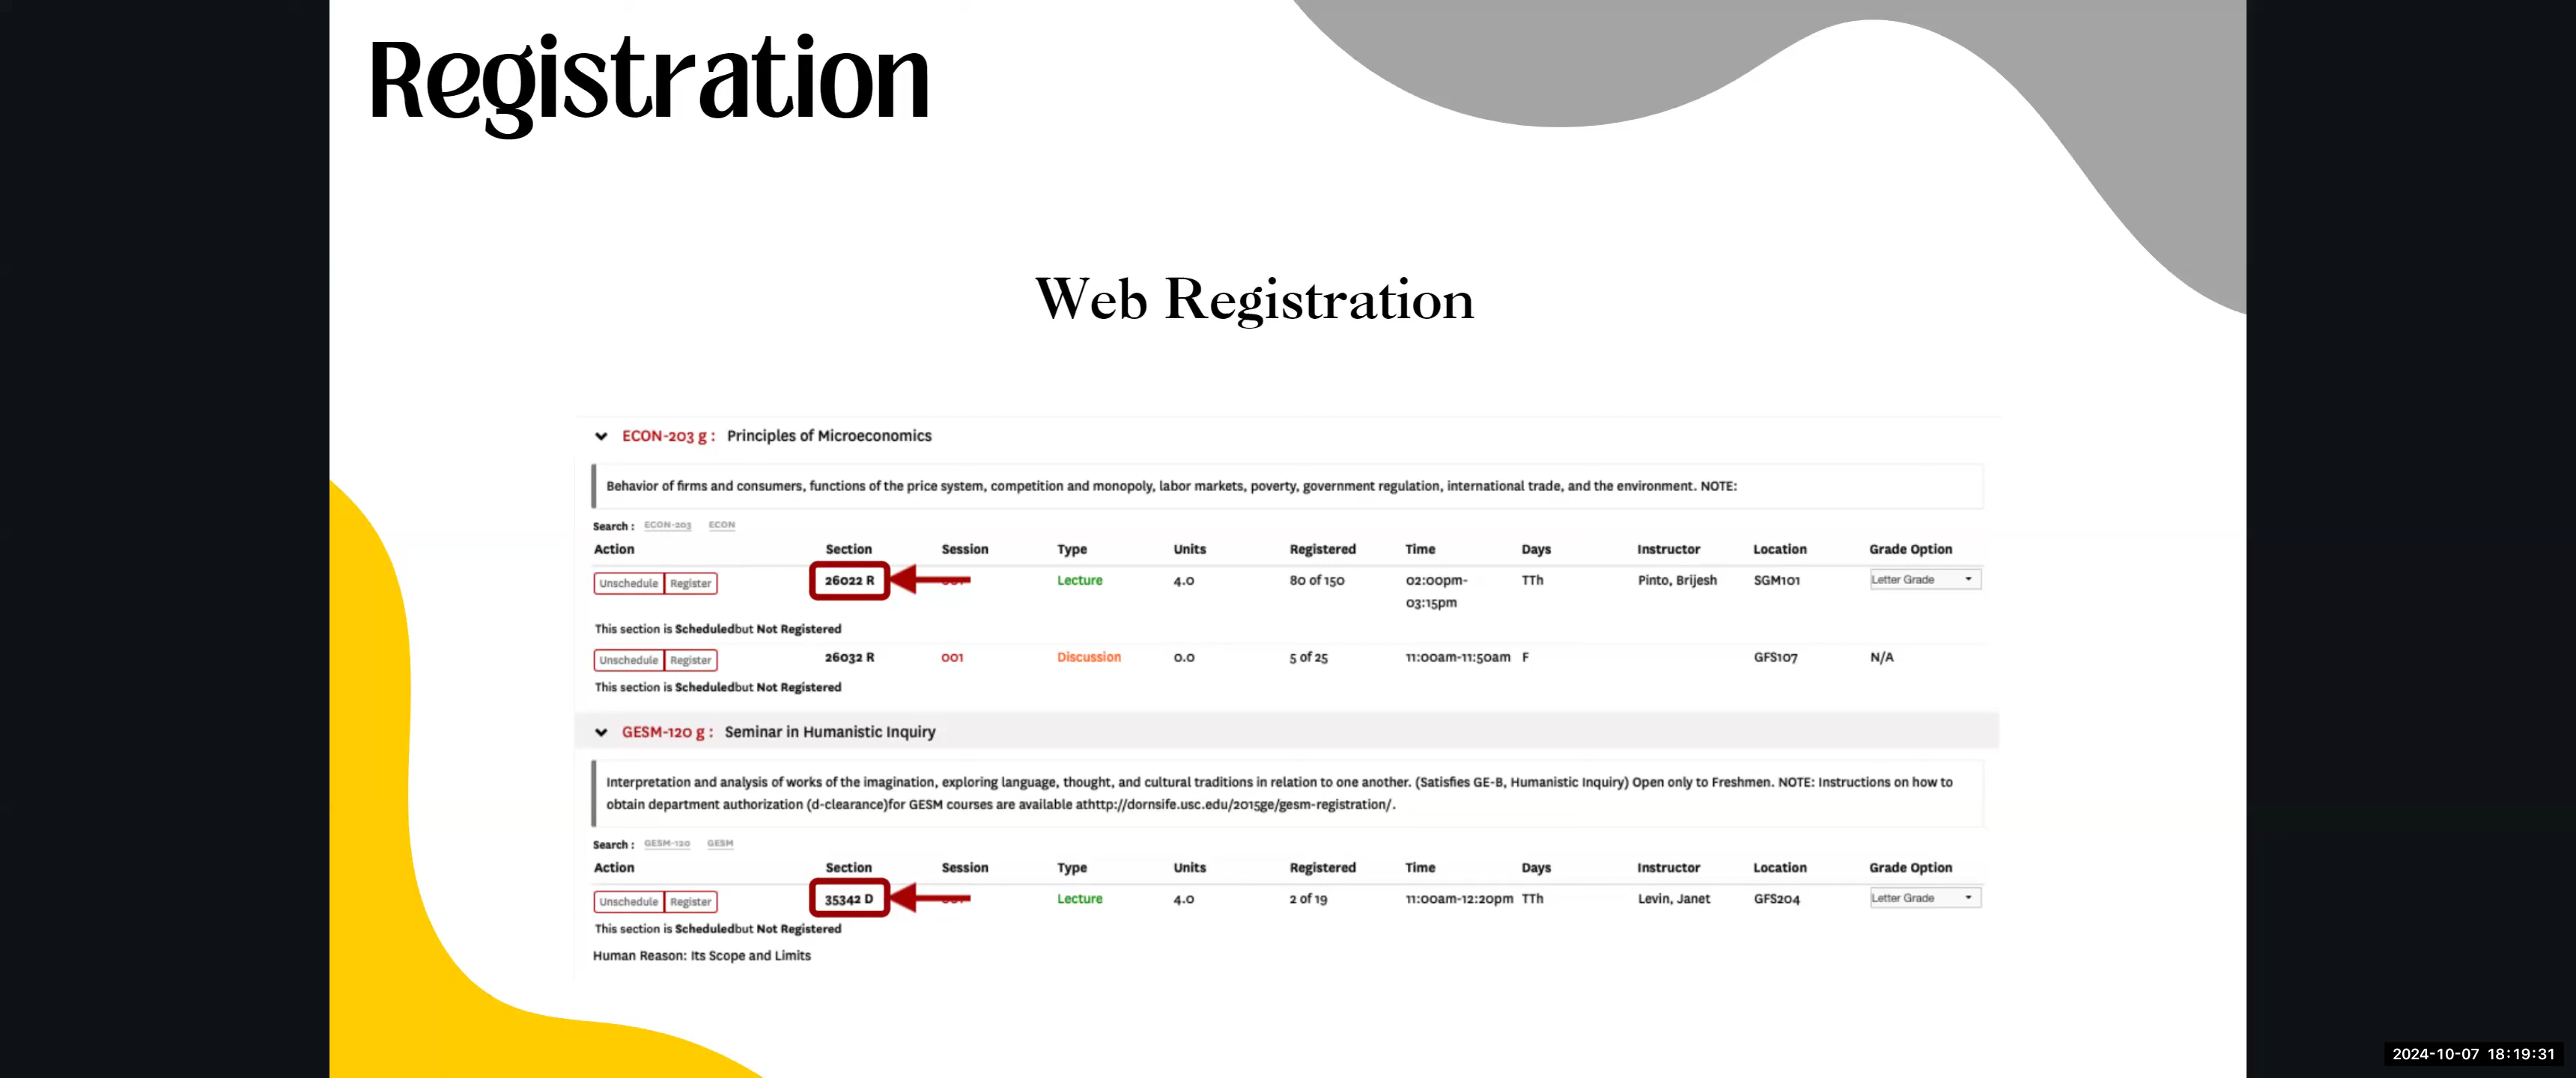 Registration
Web Registration
ECON-203 g : Principles of Microeconomics
Behavior of firms and consumers, functions of the price system, competition and monopoly, labor markets, poverty, government regulation, international trade, and the environment. NOTE:
Search : ECON-203 ECON
Action Section Session Type Units Registered Time Days Instructor Location Grade Option
Unschedule Register 26022 R Lecture 4.0 80 of 150 02:00pm- TTh Pinto, Brijesh SGM101 Letter Grade
03:15pm
This section is Scheduledbut Not Registered
Unschedule Register 26032 R 001 Discussion 0.0 5 of 25 11:00am-11:50am F GFS107 N/A
This section is Scheduledbut Not Registered
GESM-120 g : Seminar in Humanistic Inquiry
Interpretation and analysis of works of the imagination, exploring language, thought, and cultural traditions in relation to one another. (Satisfies GE-B, Humanistic Inquiry) Open only to Freshmen. NOTE: Instructions on how to
obtain department authorization (d-clearance)for GESM courses are available athttp://dornsife.usc.edu/2015ge/gesm-registration/.
Search : GESM-120 GESM
Action Section Session Type Units Registered Time Days Instructor Location Grade Option
Unschedule Register 35342 D Lecture 4.0 2 of 19 11:00am-12:20pm TTh Levin, Janet GFS204 Letter Grade
This section is Scheduledbut Not Registered
Human Reason: Its Scope and Limits
2024-10-07 18:19:31